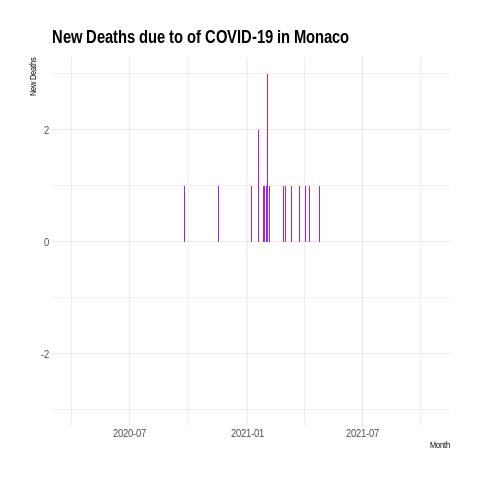 New Deaths due to of COVID-19 in Monaco
New Deaths
2
0
-2
2020-07
2021-01
2021-07
Month